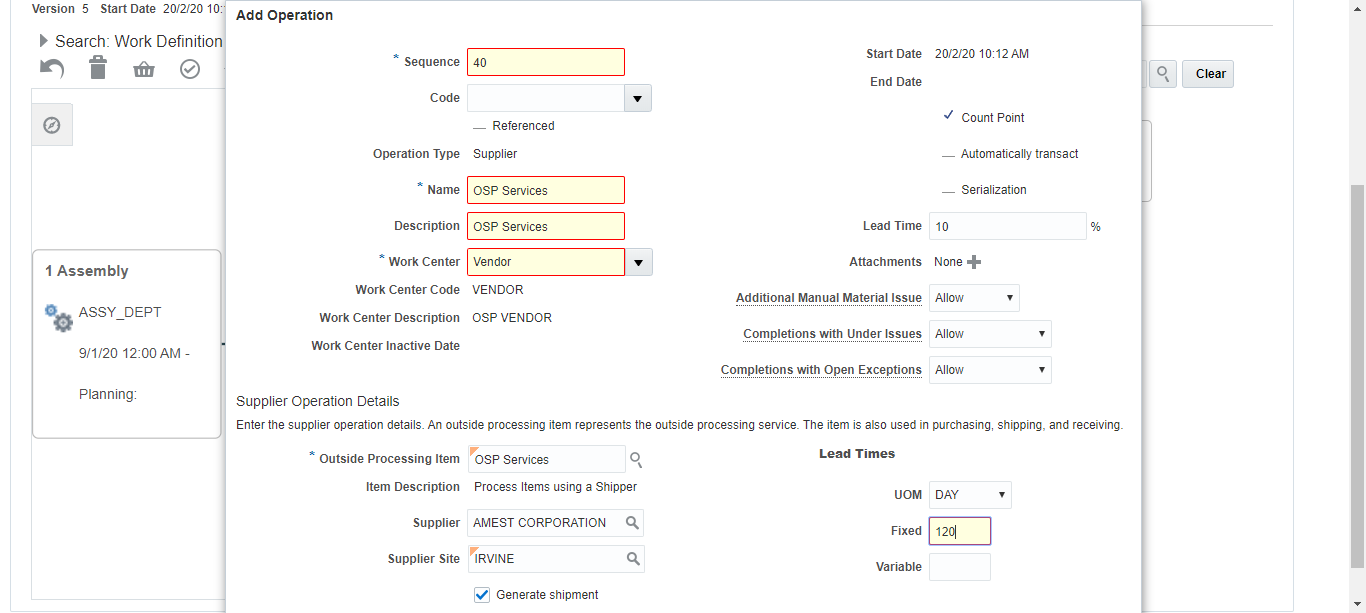 Version 5 Start Date 20/2/20 10:
Search: Work Definition
Clear
1 Assembly
ASSY_DEPT
9/1/20 12:00 AM -
Planning:
Add Operation
* Sequence 40
Code
Referenced
Operation Type Supplier
* Name OSP Services
Description OSP Services
* Work Center Vendor
Work Center Code VENDOR
Work Center Description OSP VENDOR
Work Center Inactive Date
Start Date 20/2/20 10:12 AM
End Date
Count Point
Automatically transact
Serialization
Lead Time 10 %
Attachments None
Additional Manual Material Issue Allow
Completions with Under Issues Allow
Completions with Open Exceptions Allow
Supplier Operation Details
Enter the supplier operation details. An outside processing item represents the outside processing service. The item is also used in purchasing, shipping, and receiving.
* Outside Processing Item OSP Services
Item Description Process Items using a Shipper
Supplier AMEST CORPORATION
Supplier Site IRVINE
Generate shipment
Lead Times
UOM DAY
Fixed 120
Variable